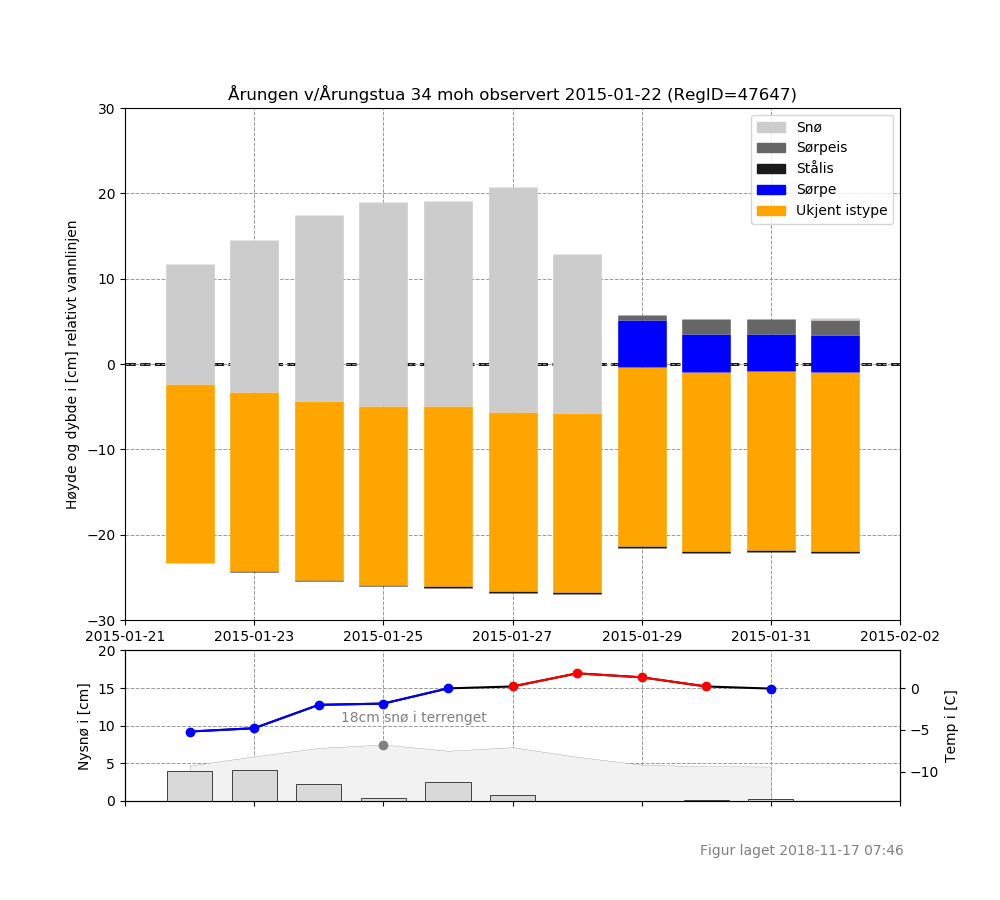 Årungen v/Årungstua 34 moh observert 2015-01-22 (RegID=47647)
Høyde og dybde i [cm] relativt vannlinjen
30
20
10
0
−10
−20
−30
Snø
Sørpeis
Stålis
Sørpe
Ukjent istype
2015-01-21 2015-01-23 2015-01-25 2015-01-27 2015-01-29 2015-01-31 2015-02-02
Nysnø i [cm]
20
15
10
5
0
18cm snø i terrenget
0
−5
−10
Temp i [C]
Figur laget 2018-11-17 07:46